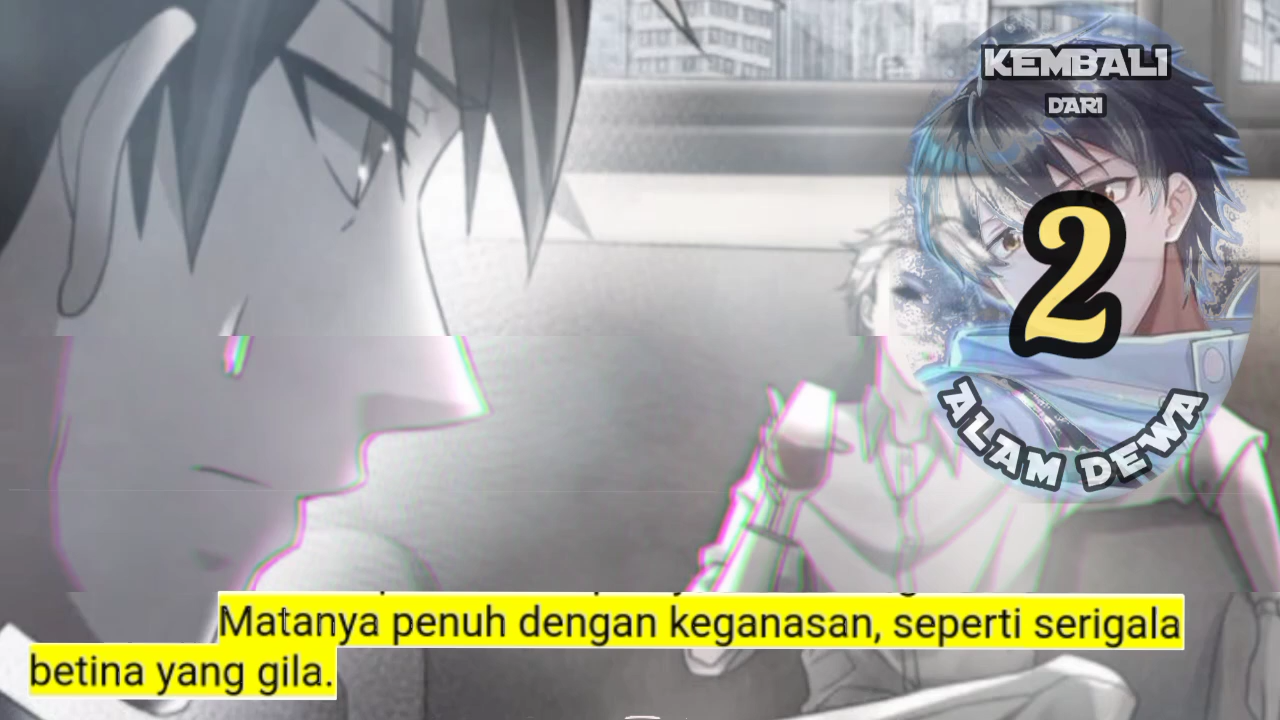 KEMBALI
DARI
2
ALAM DEWA
Matanya penuh dengan keganasan, seperti serigala
betina yang gila.